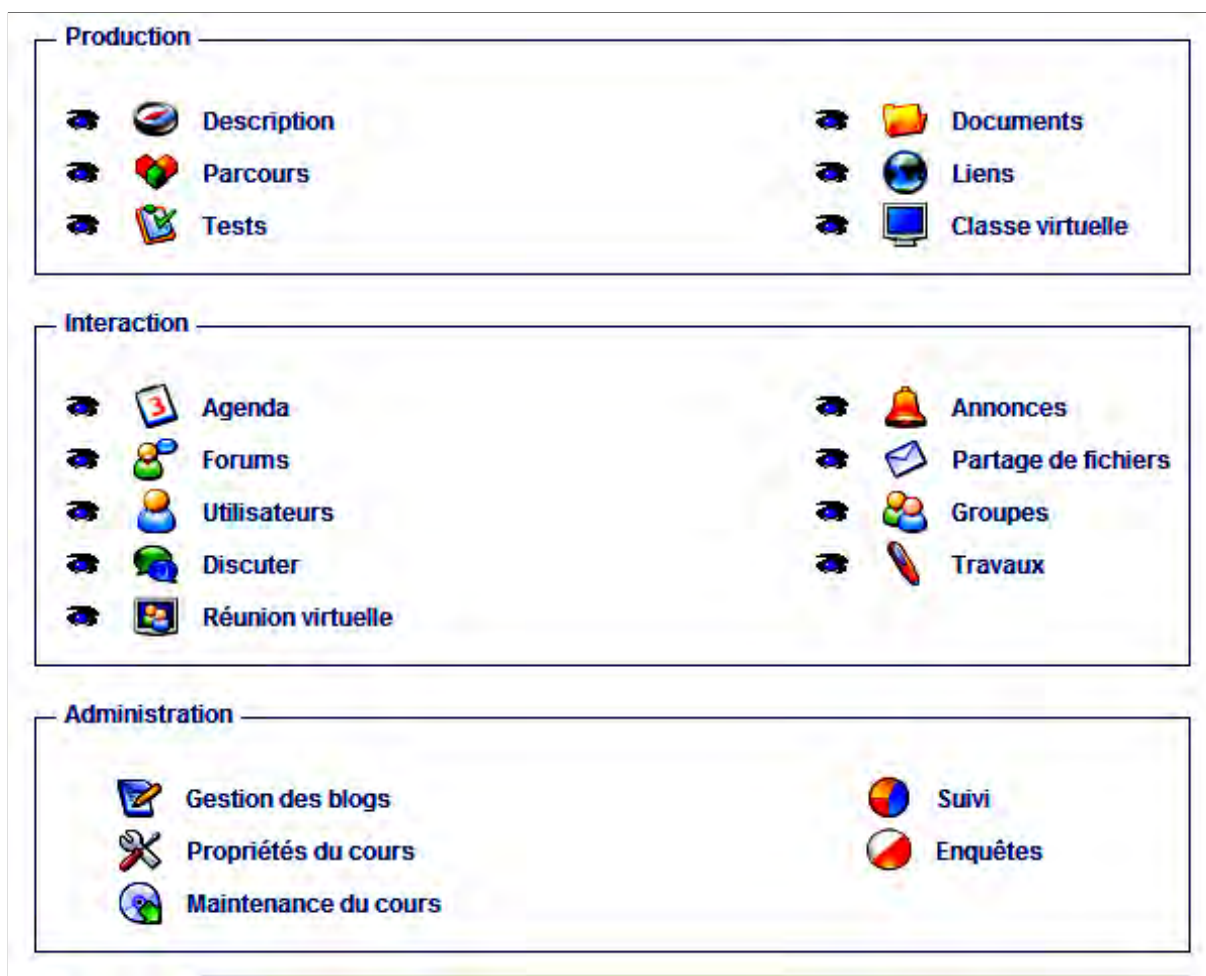 Production
Description Documents
Parcours Liens
Tests Classe virtuelle
Interaction
3 Agenda Annonces
Forums Partage de fichiers
Utilisateurs Groupes
Discuter Travaux
Réunion virtuelle
Administration
Gestion des blogs Suivi
Propriétés du cours Enquêtes
Maintenance du cours